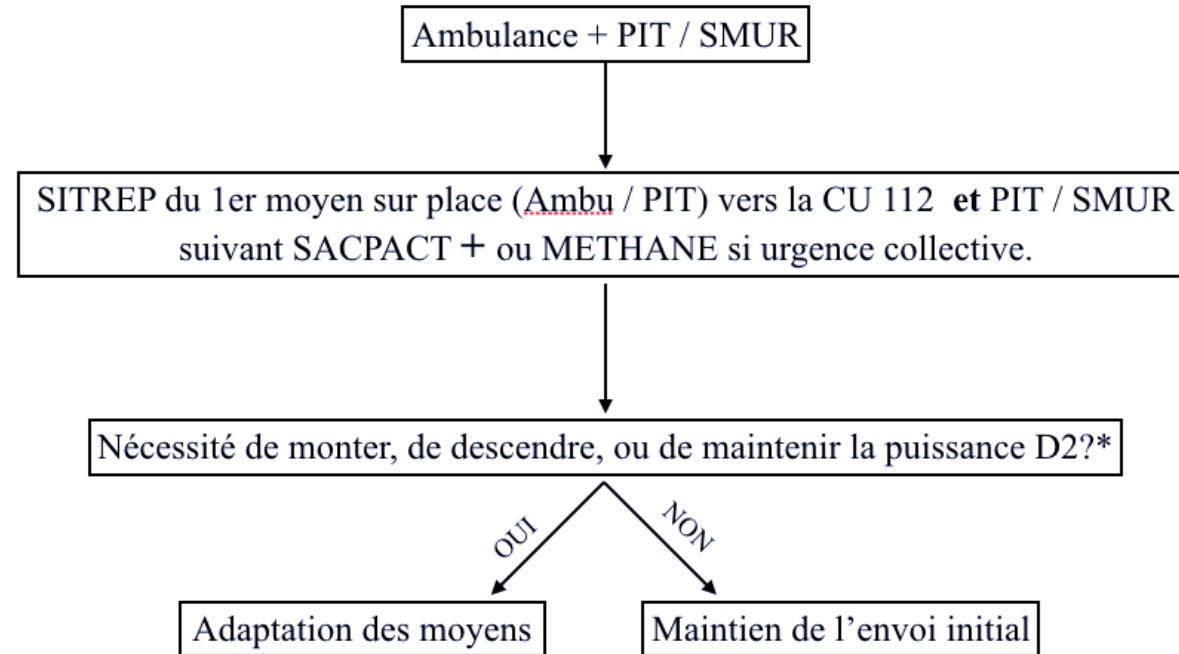 Ambulance + PIT / SMUR
SITREP du 1er moyen sur place (Ambu / PIT) vers la CU 112 et PIT / SMUR
suivant SACPACT + ou METHANE si urgence collective.
Nécessité de monter, de descendre, ou de maintenir la puissance D2?*
OUI
NON
Adaptation des moyens
Maintien de l’envoi initial